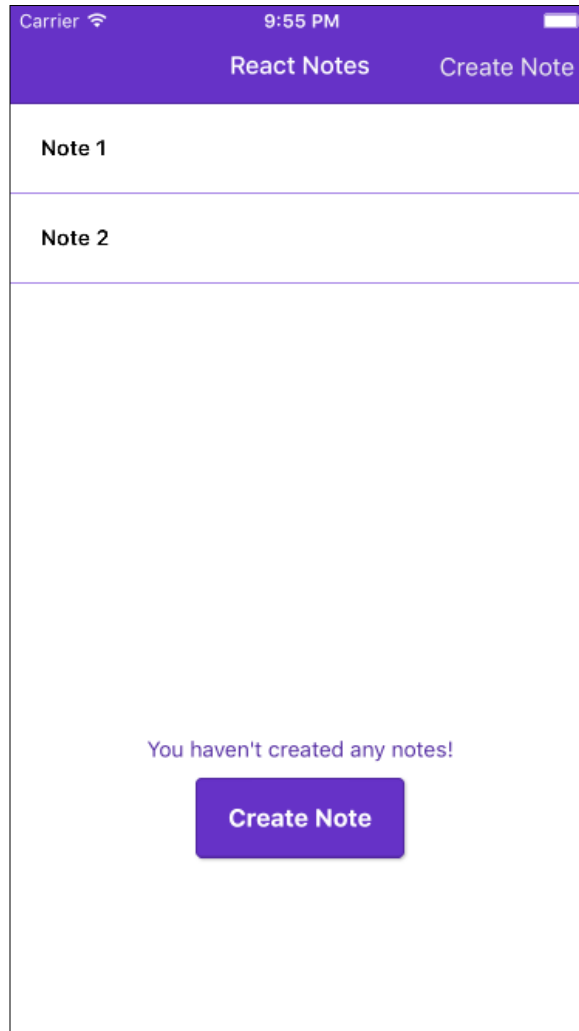 Carrier 9:55 PM
React Notes Create Note
Note 1
Note 2
You haven't created any notes!
Create Note